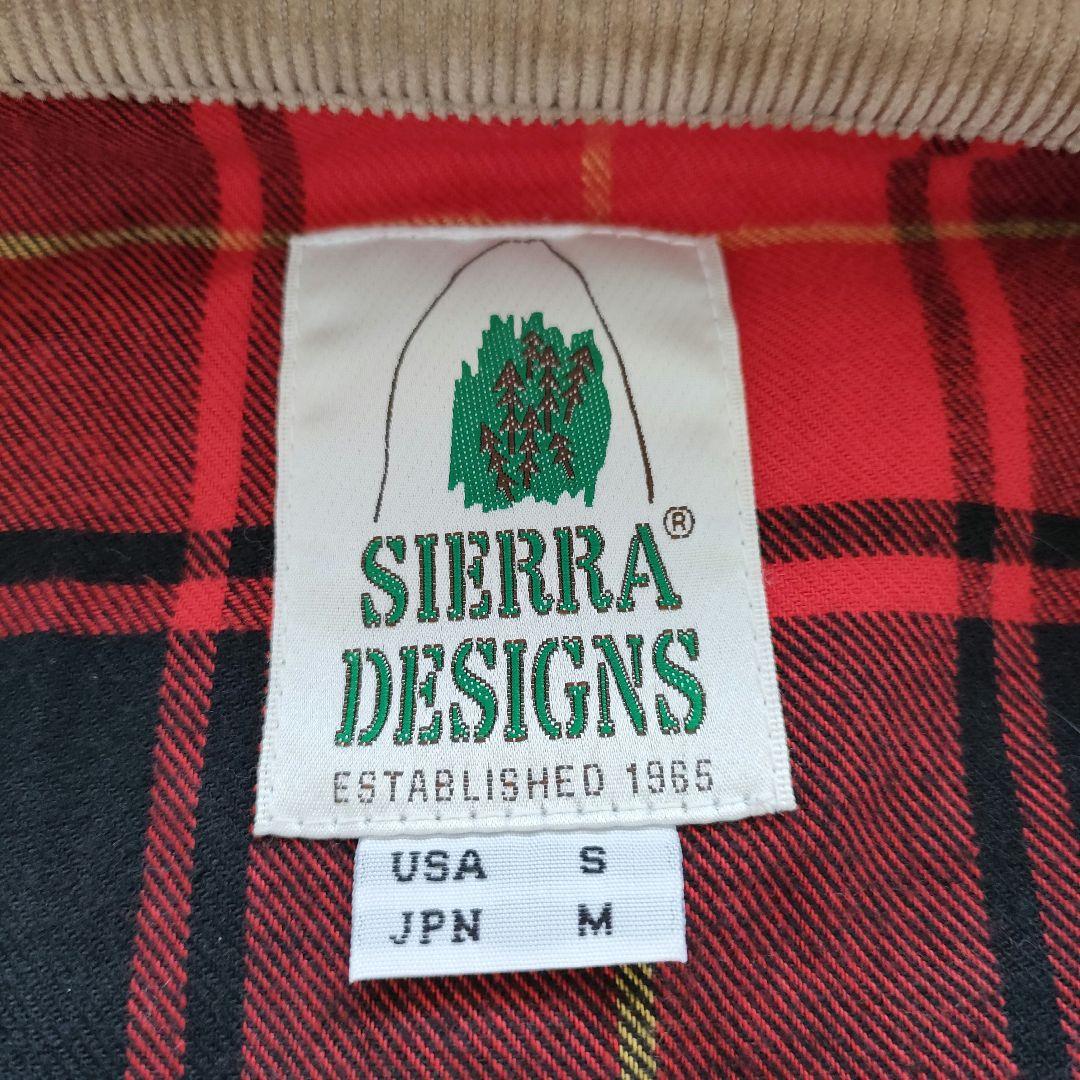 SIERRA®
DESIGNS
ESTABLISHED 1965
USA S
JPN M